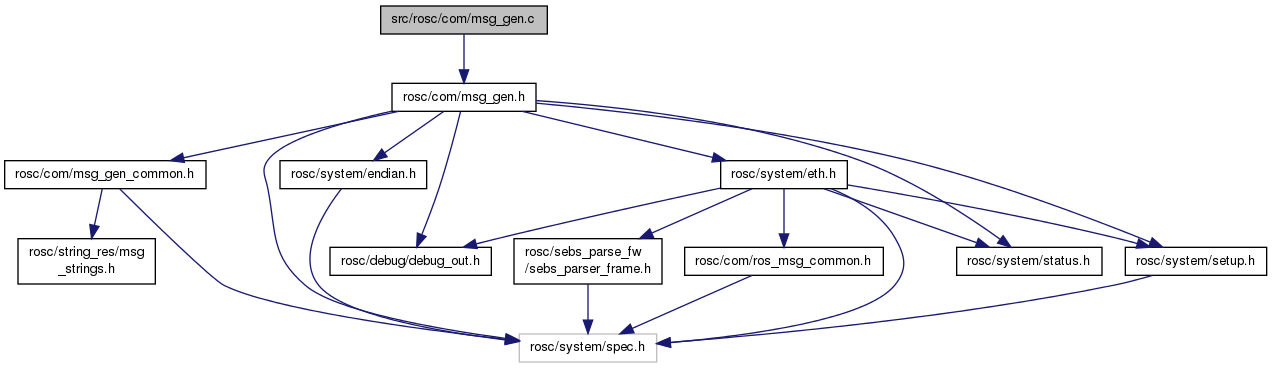 src/rosc/com/msg_gen.c
rosc/com/msg_gen.h
rosc/com/msg_gen_common.h
rosc/system/endian.h
rosc/system/eth.h
rosc/string_res/msg
_strings.h
rosc/debug/debug_out.h
rosc/sebs_parse_fw
/sebs_parser_frame.h
rosc/com/ros_msg_common.h
rosc/system/status.h
rosc/system/setup.h
rosc/system/spec.h